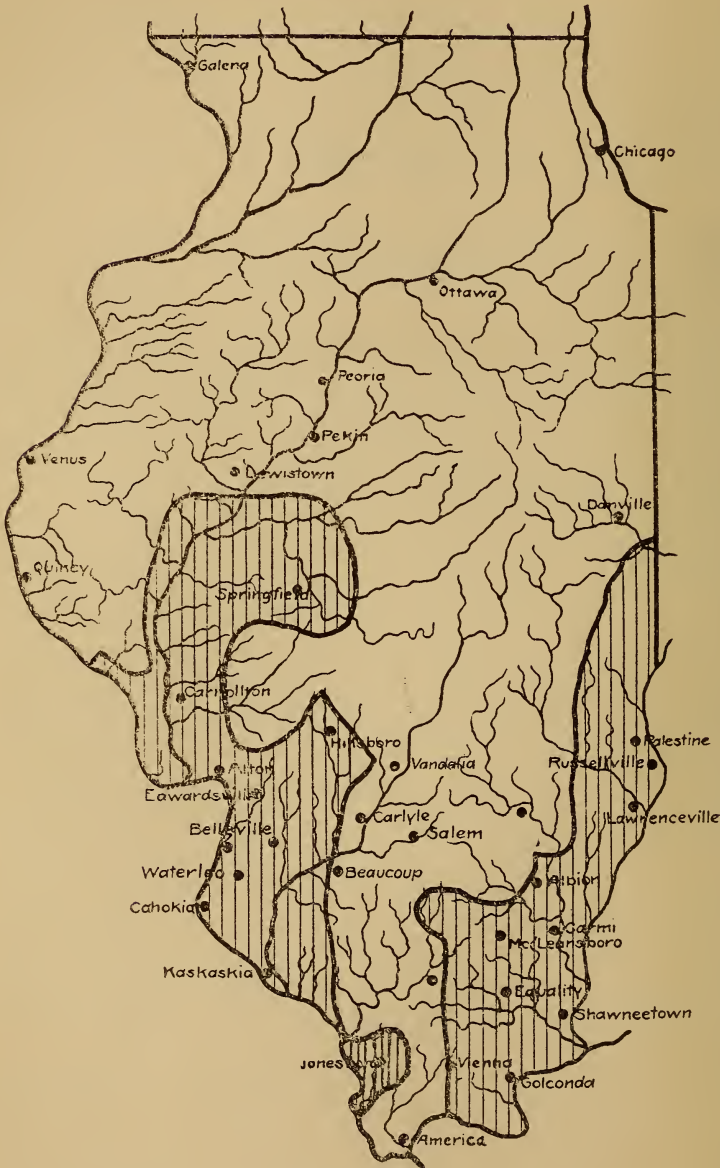 Galena
Chicago
Ottawa
Peoria
Pekin
Venus
Lewistown
Danville
Quincy
Springfield
Carrollton
Hillsboro
Palestine
Vandalia
Russellville
Alton
Edwardsville
Lawrenceville
Carlyle
Belleville
Salem
Waterloo
Beaucoup
Albion
Cahokia
Carmi
McLeansboro
Kaskaskia
Equality
Shawneetown
Jonesboro
Vienna
Golconda
America